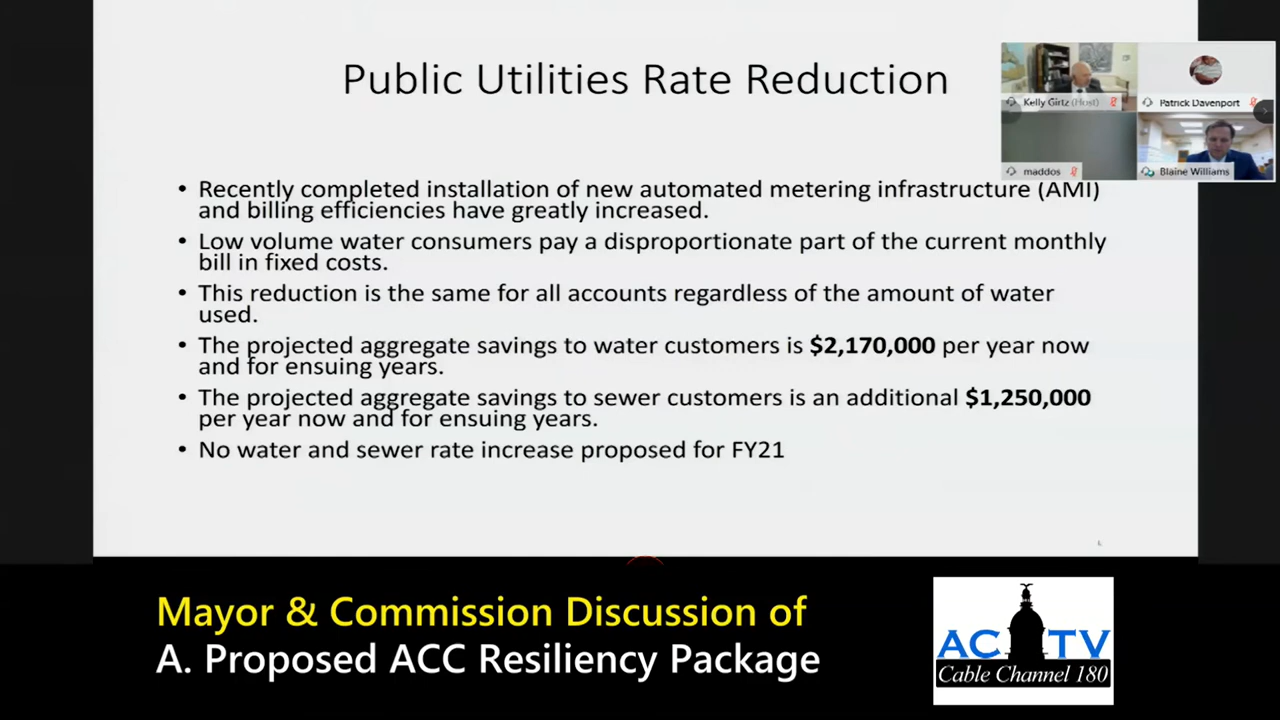 Public Utilities Rate Reduction
Kelly Girtz (Host)
Patrick Davenport
maddos
Blaine Williams
• Recently completed installation of new automated metering infrastructure (AMI)
and billing efficiencies have greatly increased.
• Low volume water consumers pay a disproportionate part of the current monthly
bill in fixed costs.
• This reduction is the same for all accounts regardless of the amount of water
used.
• The projected aggregate savings to water customers is $2,170,000 per year now
and for ensuing years.
• The projected aggregate savings to sewer customers is an additional $1,250,000
per year now and for ensuing years.
• No water and sewer rate increase proposed for FY21
Mayor & Commission Discussion of
A. Proposed ACC Resiliency Package
ACTV
Cable Channel 180